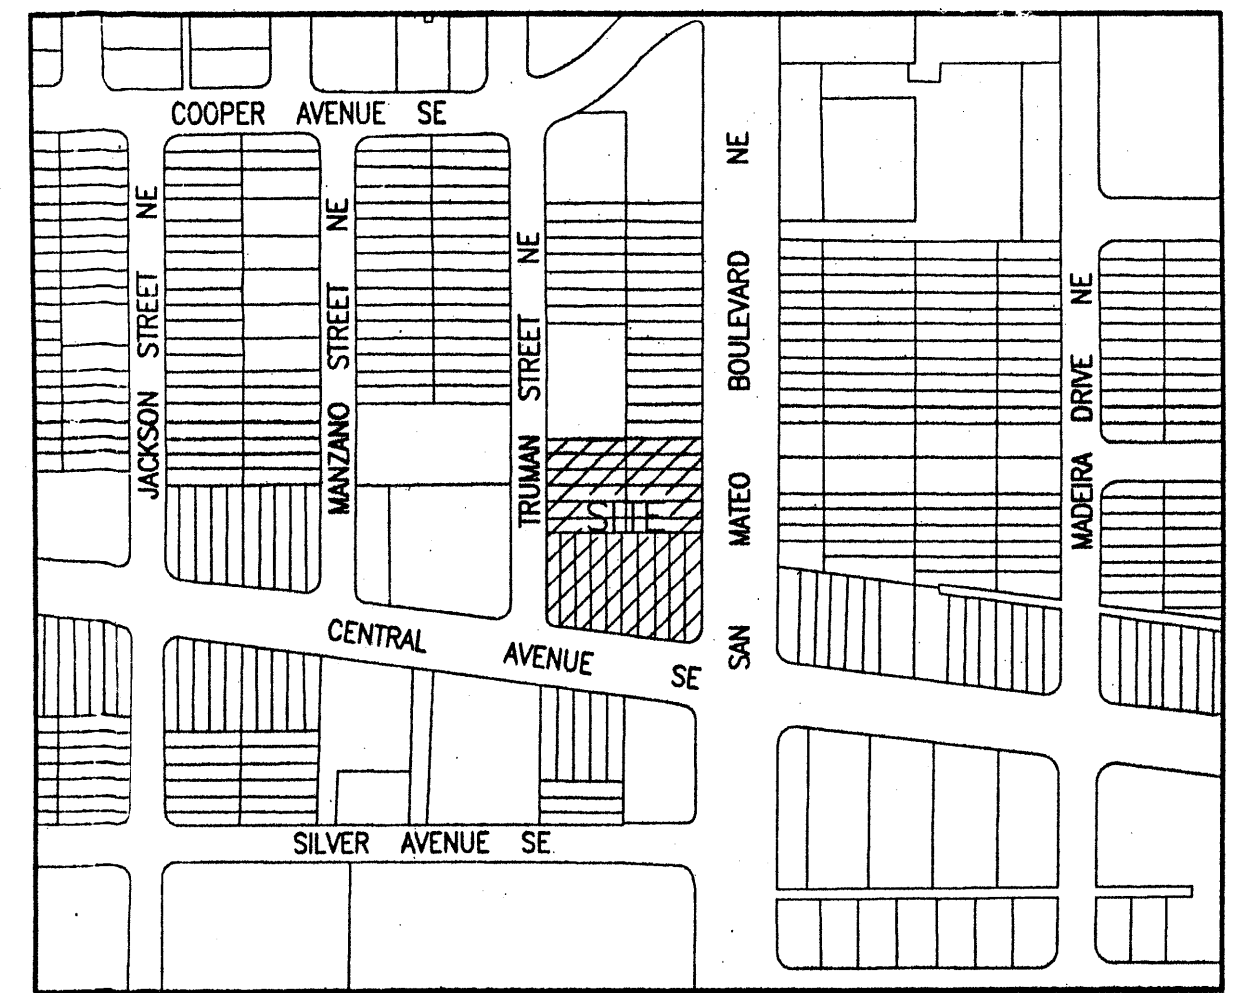 COOPER AVENUE SE
JACKSON STREET NE
MANZANO STREET NE
TRUMAN STREET NE
SAN MATEO BOULEVARD NE
MADEIRA DRIVE NE
SITE
CENTRAL AVENUE SE
SILVER AVENUE SE